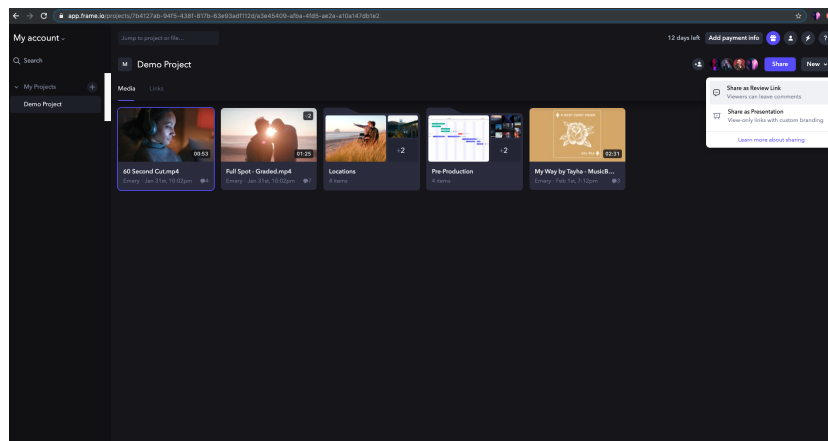 app.frame.io/projects/7b4127ab-94f5-438f-817b-63e93adf112d/a3e45409-afba-41d5-ae2a-a10a147db1e2
My account
Jump to project or file...
12 days left
Add payment info
?
Search
M
Demo Project
Share
New
My Projects
+
Demo Project
Media
Links
Share as Review Link
Viewers can leave comments
Share as Presentation
View-only links with custom branding
Learn more about sharing
00:53
2
01:25
+2
+2
02:31
60 Second Cut.mp4
Emery · Jan 31st, 10:02pm
4
Full Spot - Graded.mp4
Emery · Jan 31st, 10:02pm
7
Locations
4 items
Pre-Production
4 items
My Way by Tayha - MusicB...
Emery · Feb 1st, 7:12pm
3